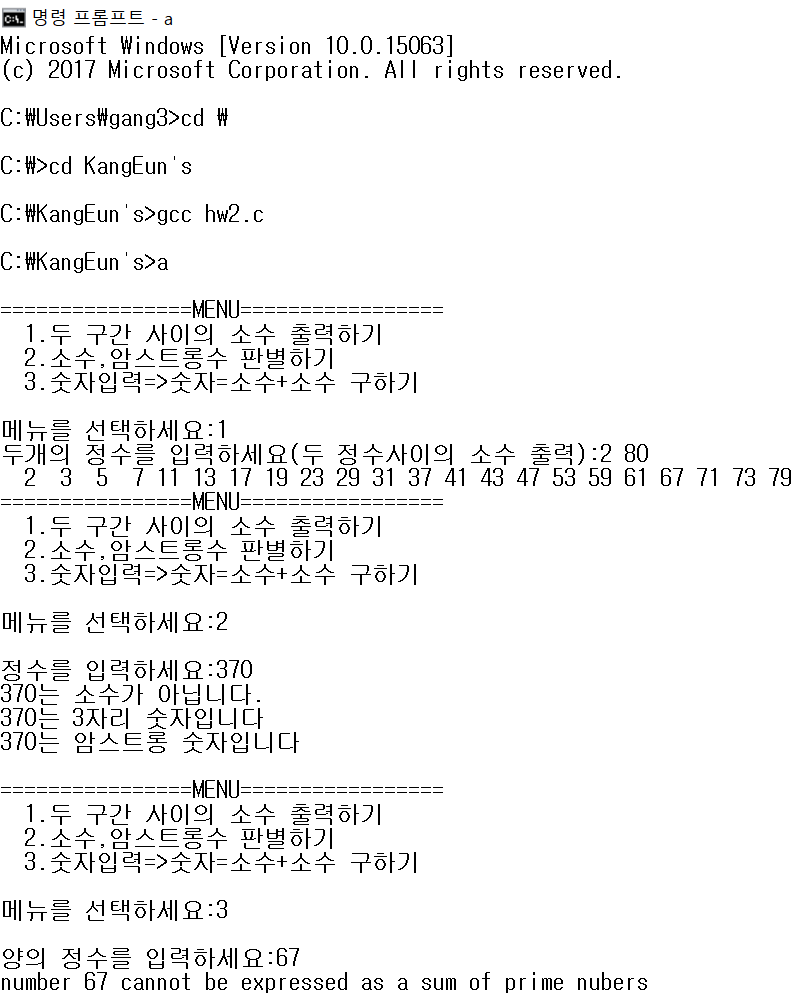 명령 프롬프트 - a
Microsoft Windows [Version 10.0.15063]
(c) 2017 Microsoft Corporation. All rights reserved.
C:₩Users₩gang3>cd ₩
C:₩>cd KangEun's
C:₩KangEun's>gcc hw2.c
C:₩KangEun's>a
================MENU=================
1.두 구간 사이의 소수 출력하기
2.소수,암스트롱수 판별하기
3.숫자입력=>숫자=소수+소수 구하기
메뉴를 선택하세요:1
두개의 정수를 입력하세요(두 정수사이의 소수 출력):2 80
2 3 5 7 11 13 17 19 23 29 31 37 41 43 47 53 59 61 67 71 73 79
================MENU=================
1.두 구간 사이의 소수 출력하기
2.소수,암스트롱수 판별하기
3.숫자입력=>숫자=소수+소수 구하기
메뉴를 선택하세요:2
정수를 입력하세요:370
370는 소수가 아닙니다.
370는 3자리 숫자입니다
370는 암스트롱 숫자입니다
================MENU=================
1.두 구간 사이의 소수 출력하기
2.소수,암스트롱수 판별하기
3.숫자입력=>숫자=소수+소수 구하기
메뉴를 선택하세요:3
양의 정수를 입력하세요:67
number 67 cannot be expressed as a sum of prime nubers